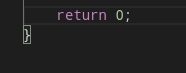 return 0;
}